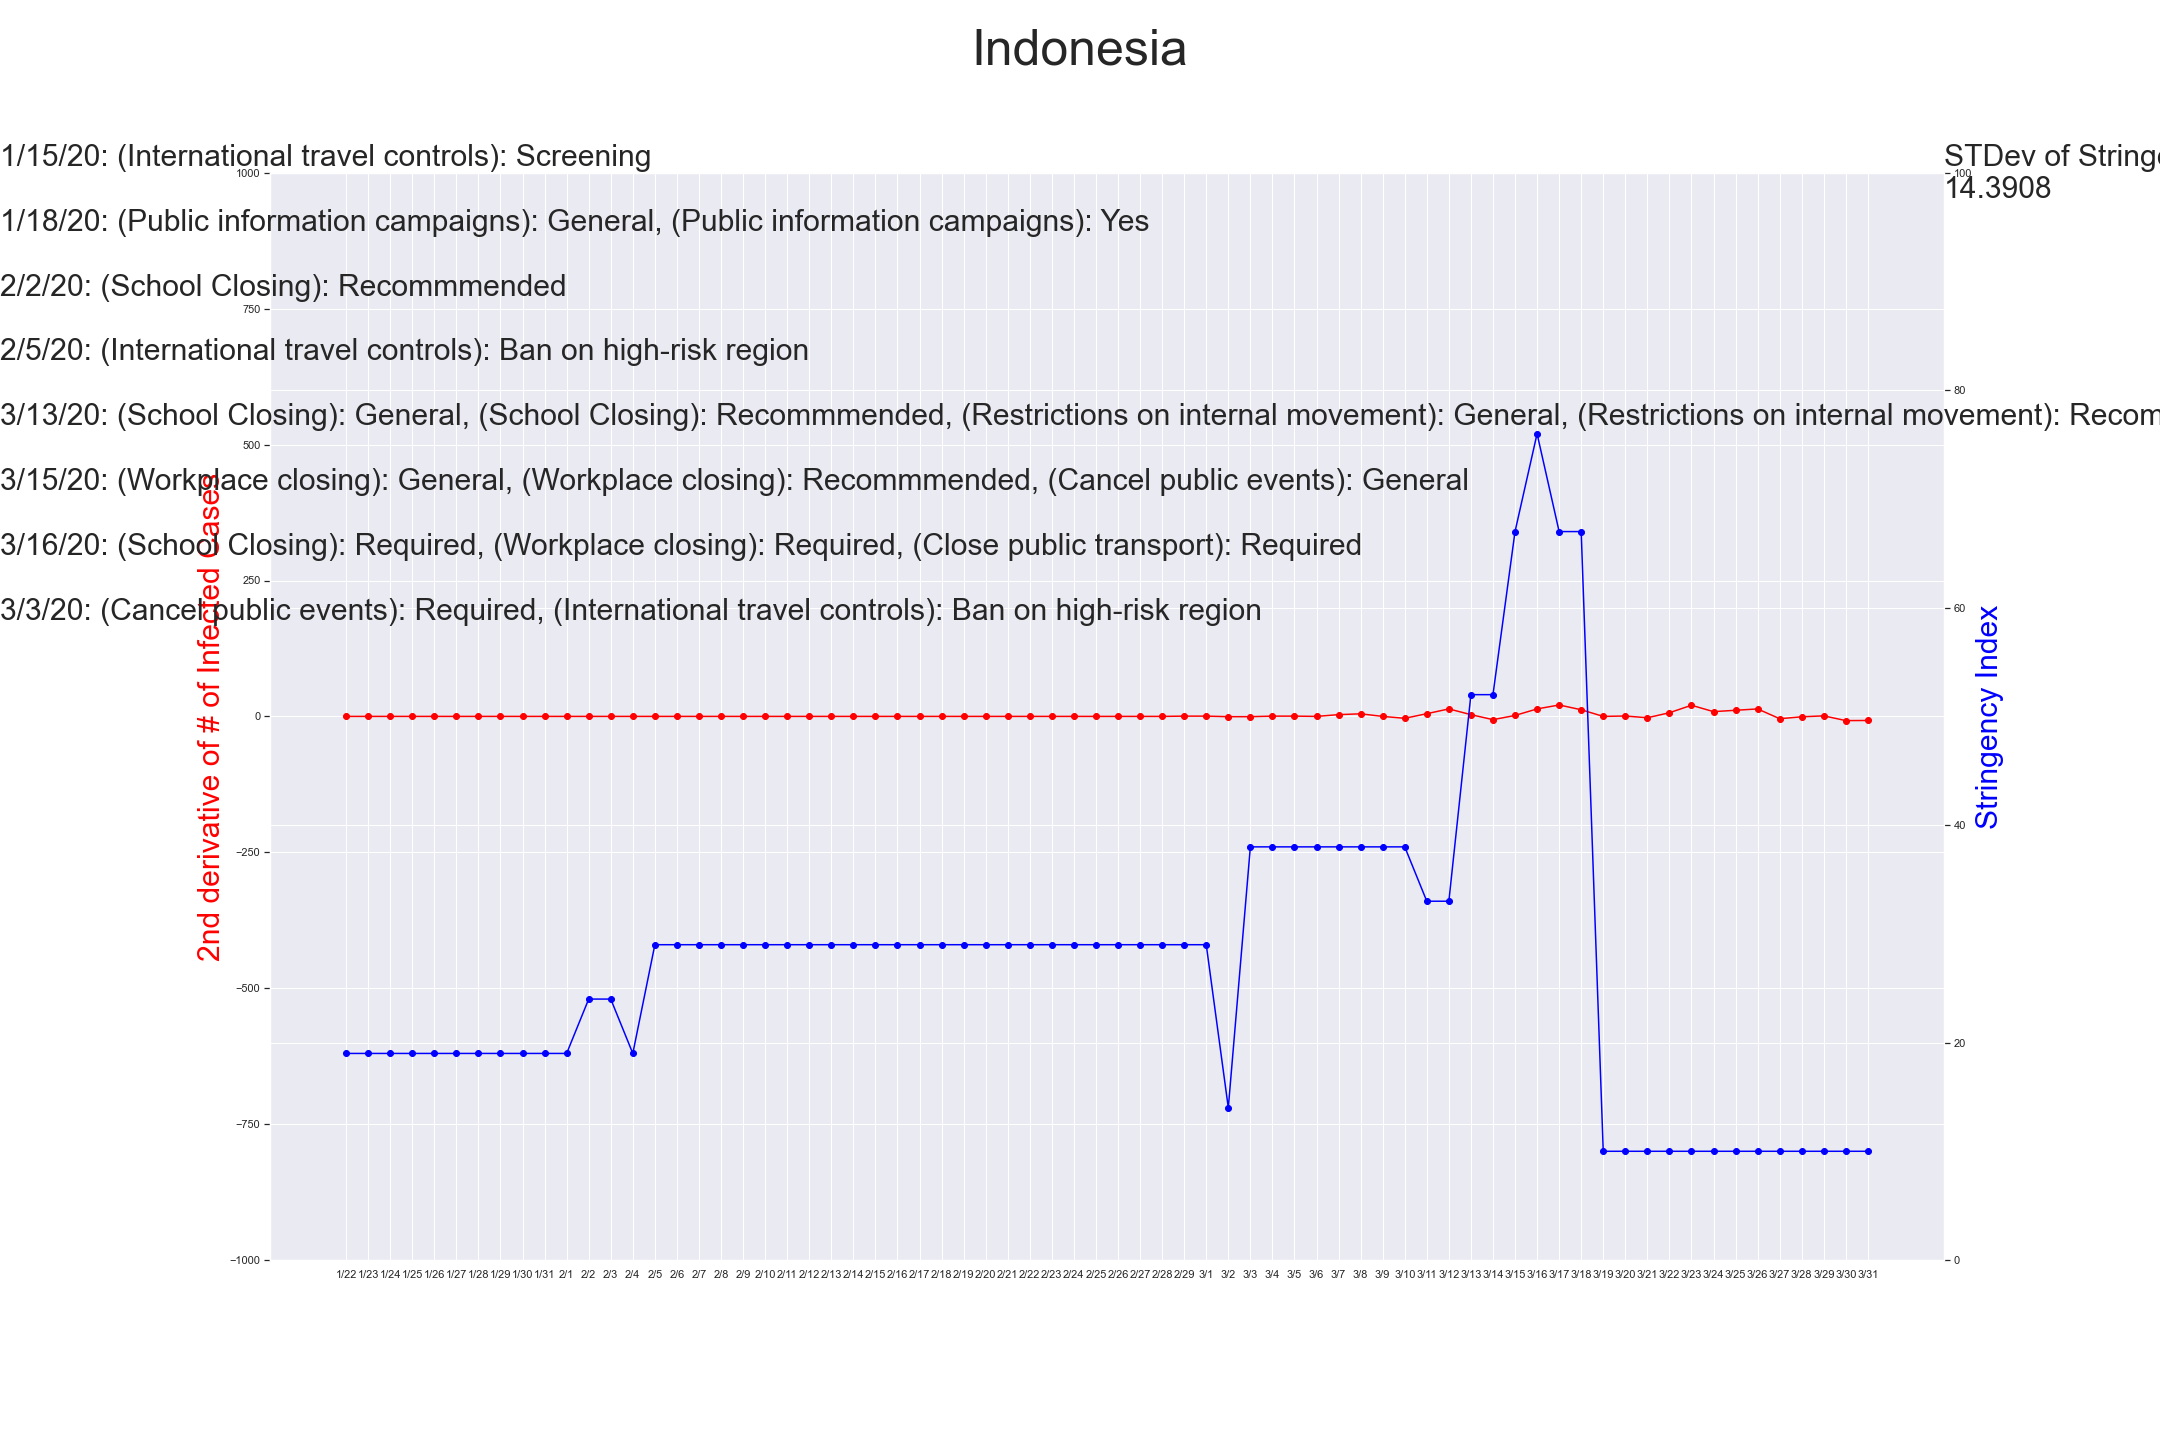 Indonesia
1/15/20: (International travel controls): Screening
STDev of Stringe
14.3908
1/18/20: (Public information campaigns): General, (Public information campaigns): Yes
2/2/20: (School Closing): Recommmended
2/5/20: (International travel controls): Ban on high-risk region
3/13/20: (School Closing): General, (School Closing): Recommmended, (Restrictions on internal movement): General, (Restrictions on internal movement): Recom
3/15/20: (Workplace closing): General, (Workplace closing): Recommmended, (Cancel public events): General
3/16/20: (School Closing): Required, (Workplace closing): Required, (Close public transport): Required
3/3/20: (Cancel public events): Required, (International travel controls): Ban on high-risk region
2nd derivative of # of Infected Cases
1000
750
500
250
0
−250
−500
−750
−1000
Stringency Index
100
80
60
40
20
0
1/22 1/23 1/24 1/25 1/26 1/27 1/28 1/29 1/30 1/31 2/1 2/2 2/3 2/4 2/5 2/6 2/7 2/8 2/9 2/10 2/11 2/12 2/13 2/14 2/15 2/16 2/17 2/18 2/19 2/20 2/21 2/22 2/23 2/24 2/25 2/26 2/27 2/28 2/29 3/1 3/2 3/3 3/4 3/5 3/6 3/7 3/8 3/9 3/10 3/11 3/12 3/13 3/14 3/15 3/16 3/17 3/18 3/19 3/20 3/21 3/22 3/23 3/24 3/25 3/26 3/27 3/28 3/29 3/30 3/31